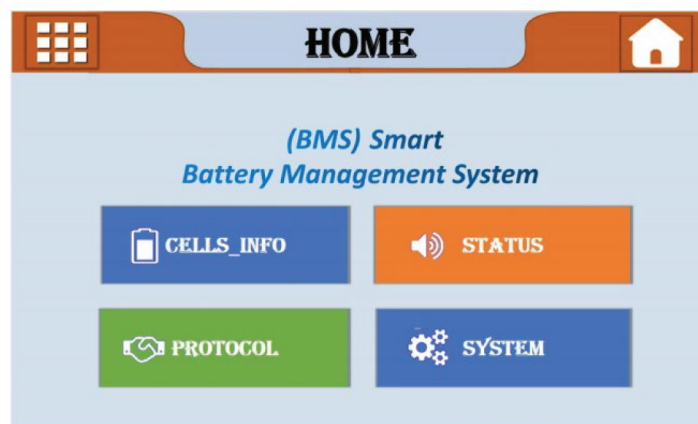 HOME
(BMS) Smart
Battery Management System
CELLS_INFO
STATUS
PROTOCOL
SYSTEM